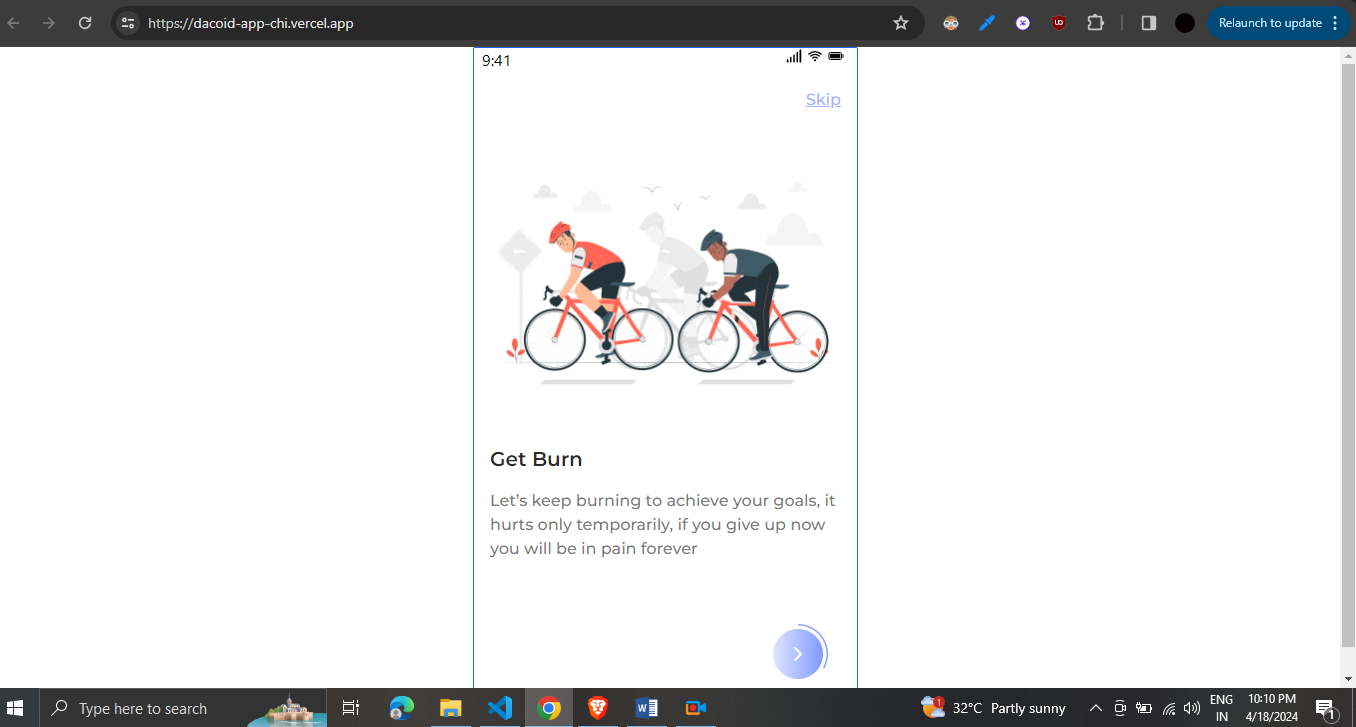 https://dacoid-app-chi.vercel.app
Relaunch to update
9:41
Skip
Get Burn
Let’s keep burning to achieve your goals, it
hurts only temporarily, if you give up now
you will be in pain forever
Type here to search
1
32°C Partly sunny
ENG
IN
10:10 PM
4/18/2024
1